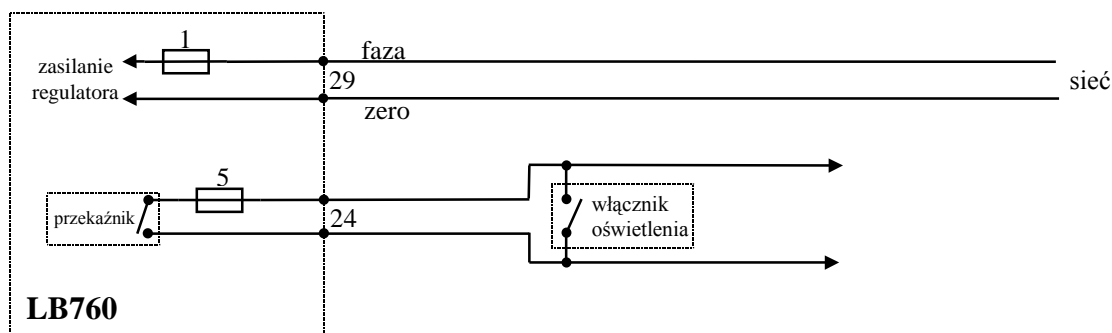 1
faza
zasilanie
regulatora
29
sieć
zero
5
przekaźnik
24
włącznik
oświetlenia
LB760